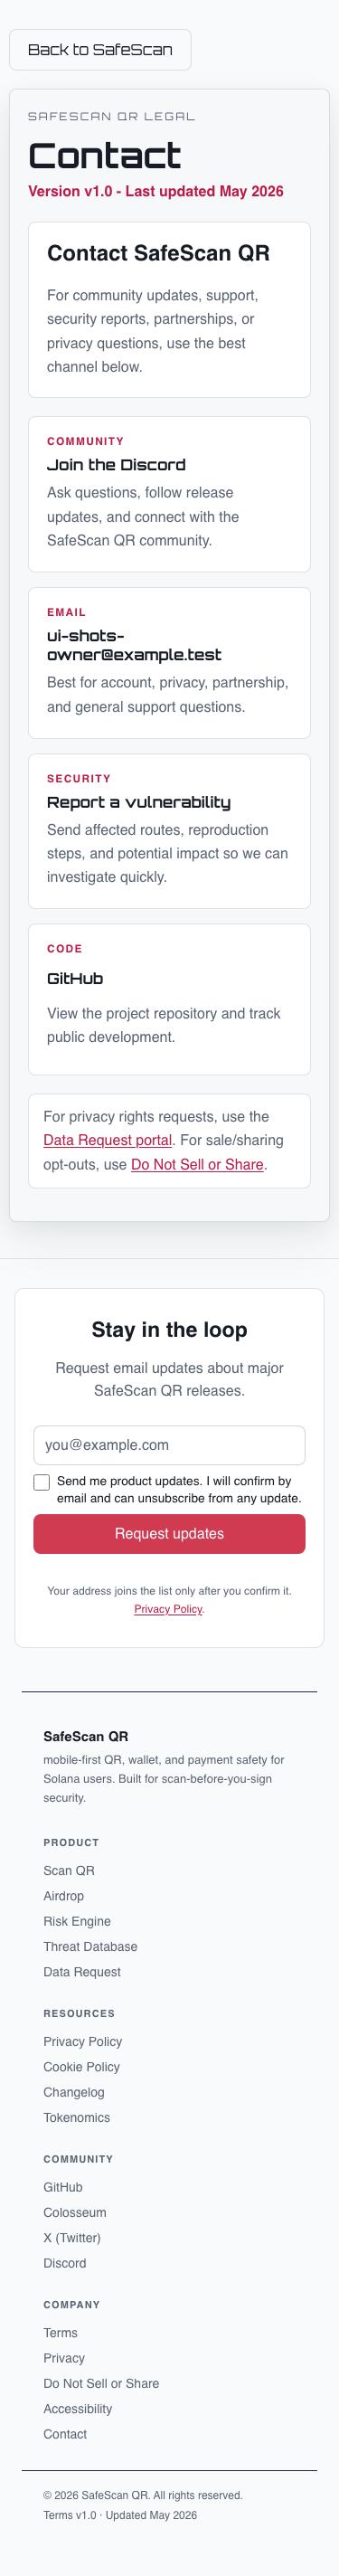 Back to SafeScan
SAFESCAN QR LEGAL
Contact
Version v1.0 - Last updated May 2026
Contact SafeScan QR
For community updates, support,
security reports, partnerships, or
privacy questions, use the best
channel below.
COMMUNITY
Join the Discord
Ask questions, follow release
updates, and connect with the
SafeScan QR community.
EMAIL
ui-shots-
owner@example.test
Best for account, privacy, partnership,
and general support questions.
SECURITY
Report a vulnerability
Send affected routes, reproduction
steps, and potential impact so we can
investigate quickly.
CODE
GitHub
View the project repository and track
public development.
For privacy rights requests, use the
Data Request portal. For sale/sharing
opt-outs, use Do Not Sell or Share.
Stay in the loop
Request email updates about major
SafeScan QR releases.
you@example.com
Send me product updates. I will confirm by
email and can unsubscribe from any update.
Request updates
Your address joins the list only after you confirm it.
Privacy Policy.
SafeScan QR
mobile-first QR, wallet, and payment safety for
Solana users. Built for scan-before-you-sign
security.
PRODUCT
Scan QR
Airdrop
Risk Engine
Threat Database
Data Request
RESOURCES
Privacy Policy
Cookie Policy
Changelog
Tokenomics
COMMUNITY
GitHub
Colosseum
X (Twitter)
Discord
COMPANY
Terms
Privacy
Do Not Sell or Share
Accessibility
Contact
© 2026 SafeScan QR. All rights reserved.
Terms v1.0 · Updated May 2026